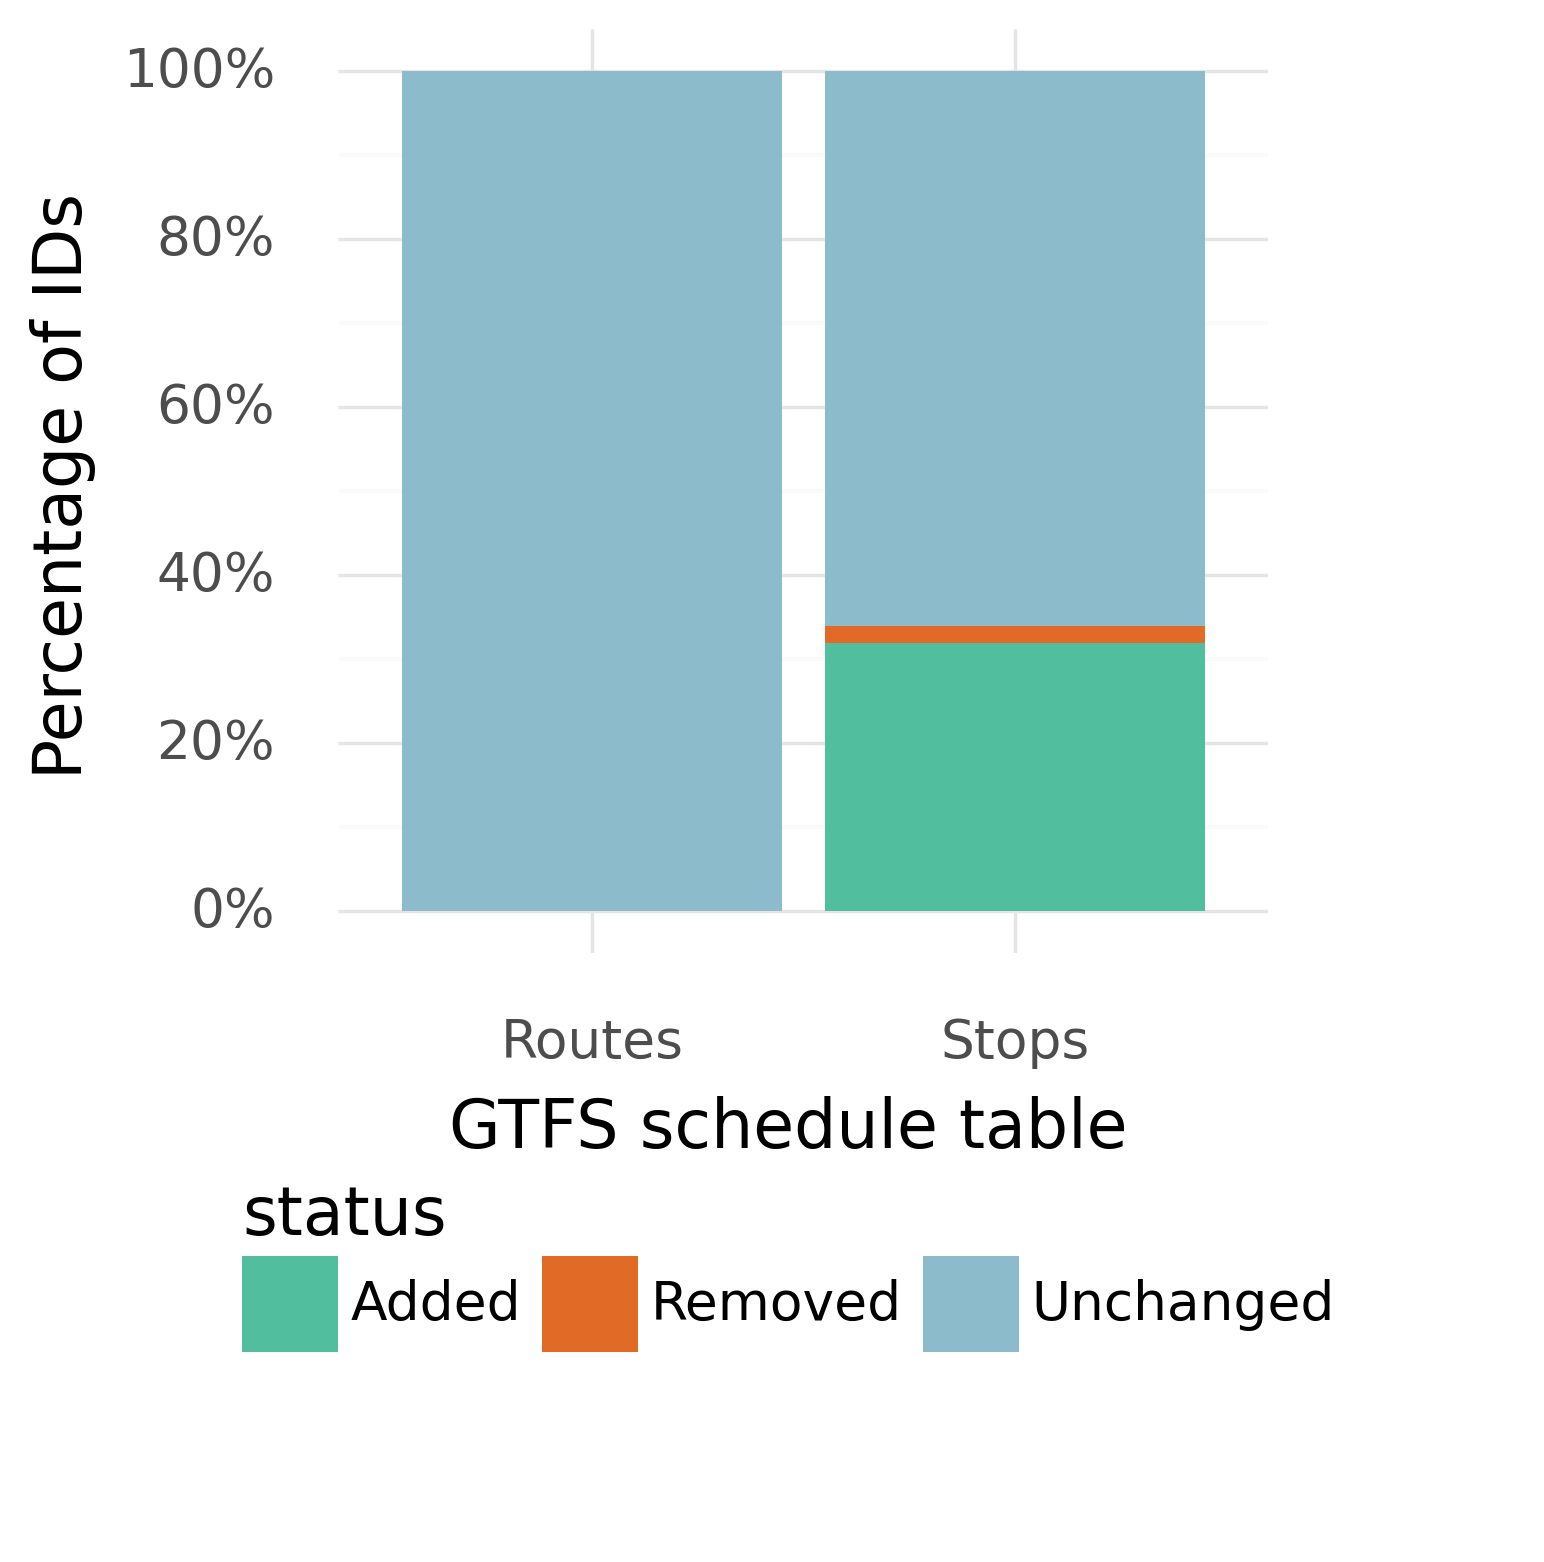 100%
80%
60%
40%
20%
0%
Percentage of IDs
Routes Stops
GTFS schedule table
status
Added Removed Unchanged